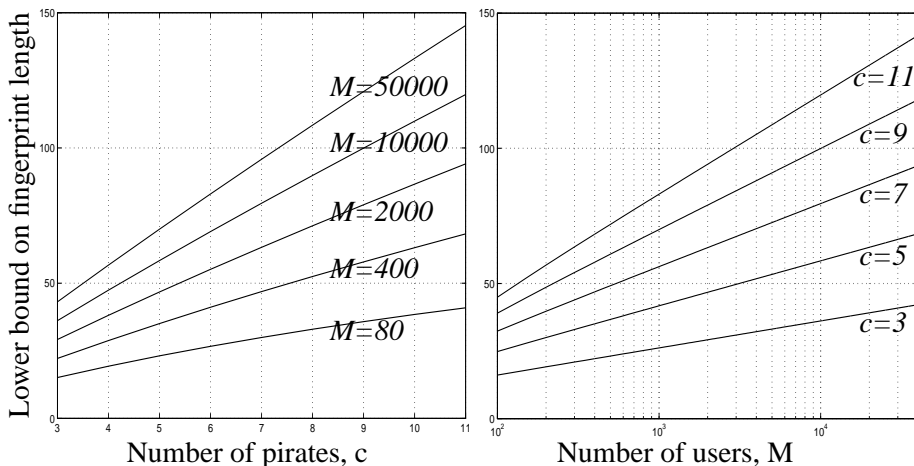 Lower bound on fingerprint length
150
100
50
0
M=50000
M=10000
M=2000
M=400
M=80
3 4 5 6 7 8 9 10 11
Number of pirates, c
150
100
50
0
c=11
c=9
c=7
c=5
c=3
10² 10³ 10⁴
Number of users, M